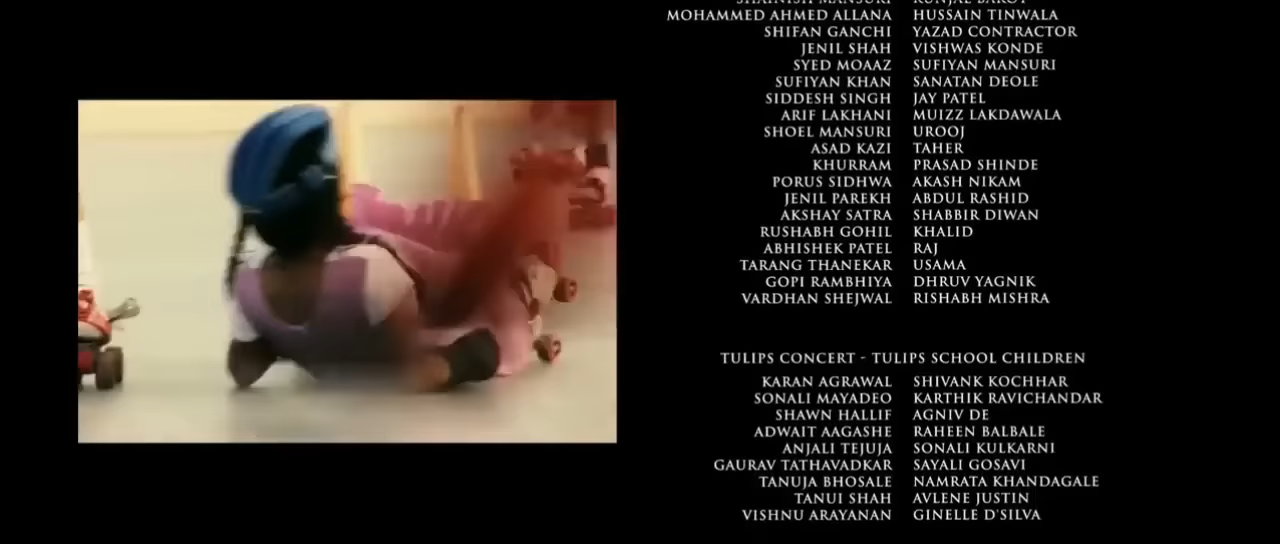 MOHAMMED AHMED ALLANA HUSSAIN TINWALA
SHIFAN GANCHI YAZAD CONTRACTOR
JENIL SHAH VISHWAS KONDE
SYED MOAAZ SUFIYAN MANSURI
SUFIYAN KHAN SANATAN DEOLE
SIDDESH SINGH JAY PATEL
ARIF LAKHANI MUIZZ LAKDAWALA
SHOEL MANSURI UROOJ
ASAD KAZI TAHER
KHURRAM PRASAD SHINDE
PORUS SIDHWA AKASH NIKAM
JENIL PAREKH ABDUL RASHID
AKSHAY SATRA SHABBIR DIWAN
RUSHABH GOHIL KHALID
ABHISHEK PATEL RAJ
TARANG THANEKAR USAMA
GOPI RAMBHIYA DHRUV YAGNIK
VARDHAN SHEJWAL RISHABH MISHRA
TULIPS CONCERT - TULIPS SCHOOL CHILDREN
KARAN AGRAWAL SHIVANK KOCHHAR
SONALI MAYADEO KARTHIK RAVICHANDAR
SHAWN HALLIF AGNIV DE
ADWAIT AAGASHE RAHEEN BALBALE
ANJALI TEJUJA SONALI KULKARNI
GAURAV TATHAVADKAR SAYALI GOSAVI
TANUJA BHOSALE NAMRATA KHANDAGALE
TANUI SHAH AVLENE JUSTIN
VISHNU ARAYANAN GINELLE D'SILVA